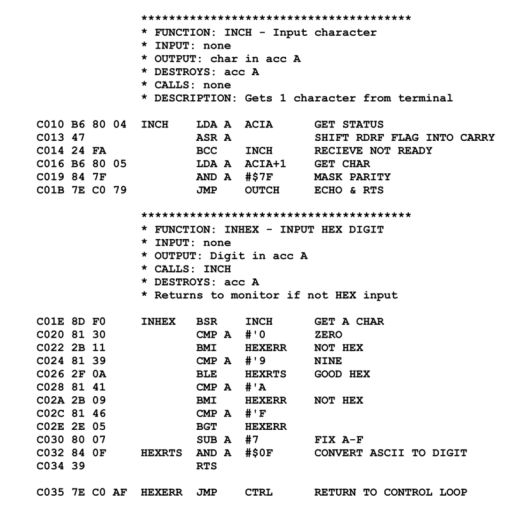 ***************************************
* FUNCTION: INCH - Input character
* INPUT: none
* OUTPUT: char in acc A
* DESTROYS: acc A
* CALLS: none
* DESCRIPTION: Gets 1 character from terminal
C010 B6 80 04 INCH LDA A ACIA GET STATUS
C013 47 ASR A SHIFT RDRF FLAG INTO CARRY
C014 24 FA BCC INCH RECIEVE NOT READY
C016 B6 80 05 LDA A ACIA+1 GET CHAR
C019 84 7F AND A #$7F MASK PARITY
C01B 7E C0 79 JMP OUTCH ECHO & RTS
***************************************
* FUNCTION: INHEX - INPUT HEX DIGIT
* INPUT: none
* OUTPUT: Digit in acc A
* CALLS: INCH
* DESTROYS: acc A
* Returns to monitor if not HEX input
C01E 8D F0 INHEX BSR INCH GET A CHAR
C020 81 30 CMP A #'0 ZERO
C022 2B 11 BMI HEXERR NOT HEX
C024 81 39 CMP A #'9 NINE
C026 2F 0A BLE HEXRTS GOOD HEX
C028 81 41 CMP A #'A
C02A 2B 09 BMI HEXERR NOT HEX
C02C 81 46 CMP A #'F
C02E 2E 05 BGT HEXERR
C030 80 07 SUB A #7 FIX A-F
C032 84 0F HEXRTS AND A #$0F CONVERT ASCII TO DIGIT
C034 39 RTS
C035 7E C0 AF HEXERR JMP CTRL RETURN TO CONTROL LOOP